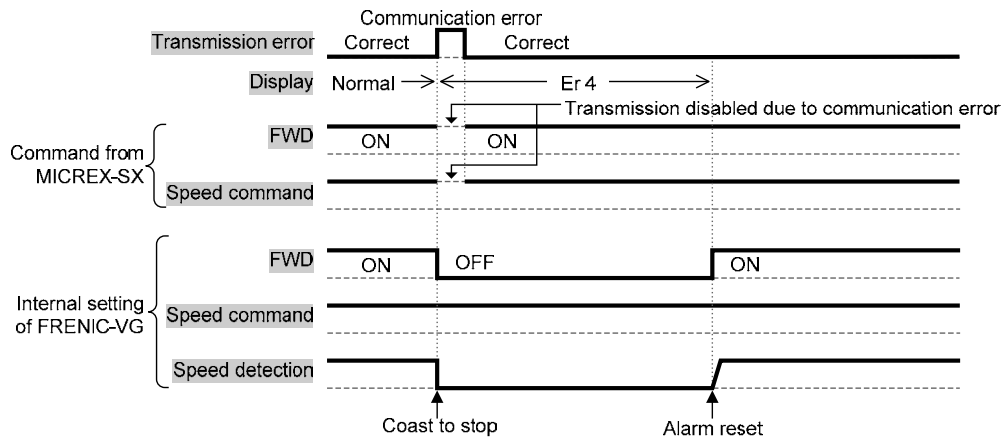 Communication error
Transmission error
Correct
Correct
Display
Normal
Er 4
Transmission disabled due to communication error
FWD
ON
ON
Command from
MICREX-SX
Speed command
FWD
ON
OFF
ON
Internal setting
of FRENIC-VG
Speed command
Speed detection
Coast to stop
Alarm reset